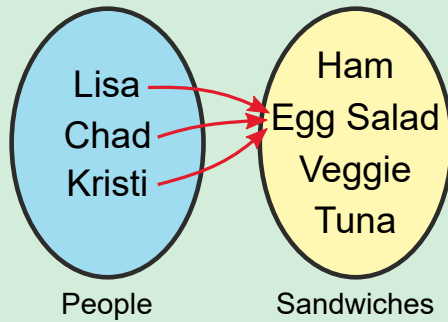 Lisa
Chad
Kristi
Ham
Egg Salad
Veggie
Tuna
People
Sandwiches